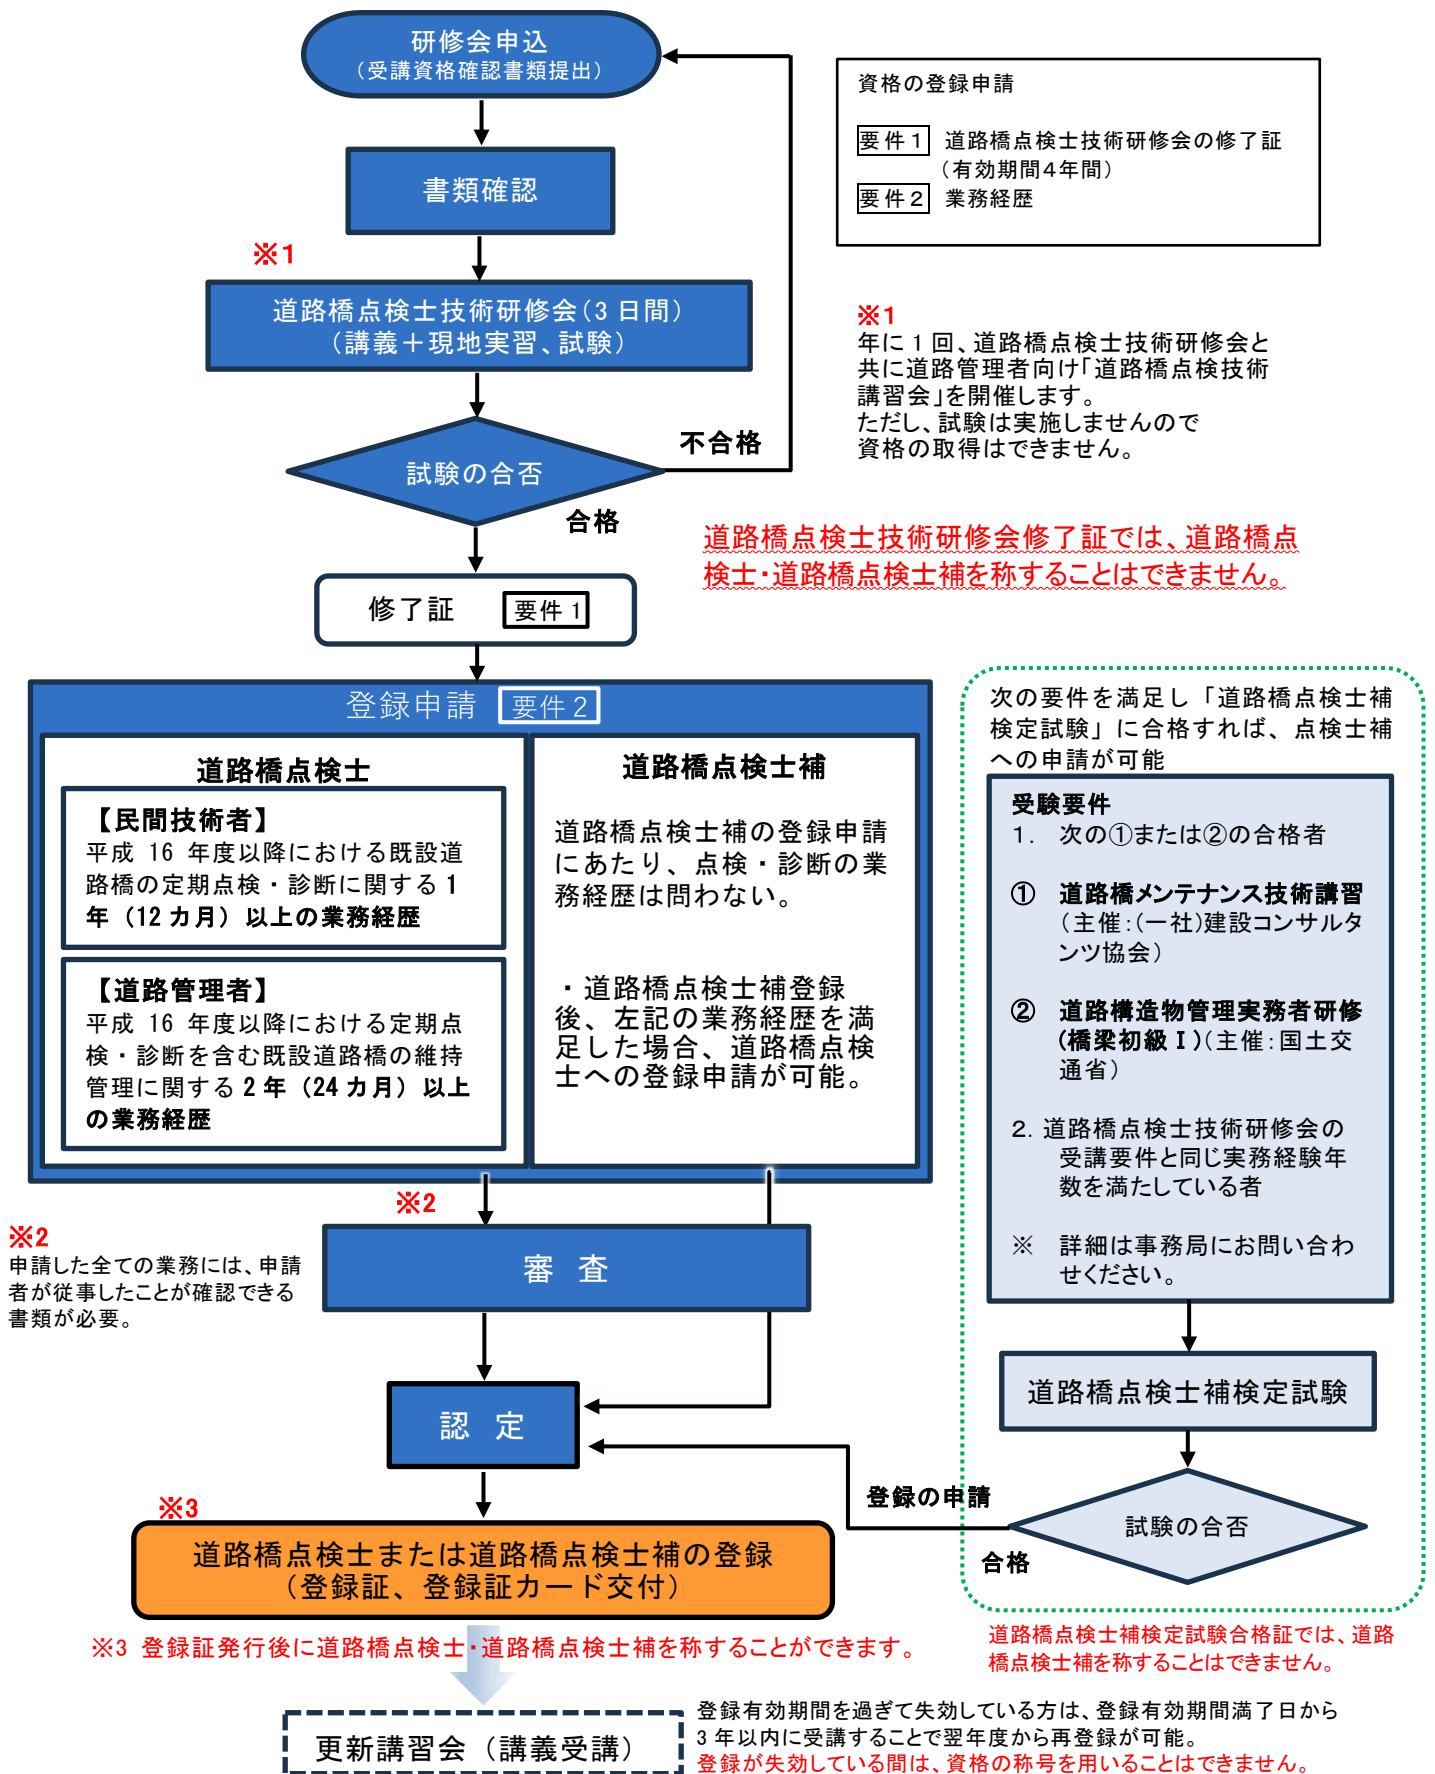 研修会申込
（受講資格確認書類提出）
書類確認
※1
道路橋点検士技術研修会（3 日間）
（講義＋現地実習、試験）
試験の合否
不合格
合格
修了証 要件 1
資格の登録申請
要件 1 道路橋点検士技術研修会の修了証
（有効期間4年間）
要件 2 業務経歴
※1
年に 1 回、道路橋点検士技術研修会と
共に道路管理者向け「道路橋点検技術
講習会」を開催します。
ただし、試験は実施しませんので
資格の取得はできません。
道路橋点検士技術研修会修了証では、道路橋点
検士・道路橋点検士補を称することはできません。
登録申請 要件 2
道路橋点検士
【民間技術者】
平成 16 年度以降における既設道
路橋の定期点検・診断に関する 1
年（12 カ月）以上の業務経歴
【道路管理者】
平成 16 年度以降における定期点
検・診断を含む既設道路橋の維持
管理に関する 2 年（24 カ月）以上
の業務経歴
道路橋点検士補
道路橋点検士補の登録申請
にあたり、点検・診断の業
務経歴は問わない。
・道路橋点検士補登録
後、左記の業務経歴を満
足した場合、道路橋点検
士への登録申請が可能。
次の要件を満足し「道路橋点検士補
検定試験」に合格すれば、点検士補
への申請が可能
受験要件
1. 次の①または②の合格者
① 道路橋メンテナンス技術講習
（主催：(一社)建設コンサルタ
ンツ協会）
② 道路構造物管理実務者研修
(橋梁初級Ⅰ)（主催：国土交
通省）
2. 道路橋点検士技術研修会の
受講要件と同じ実務経験年
数を満たしている者
※ 詳細は事務局にお問い合わ
せください。
道路橋点検士補検定試験
試験の合否
合格
登録の申請
道路橋点検士補検定試験合格証では、道路
橋点検士補を称することはできません。
※2
※2
申請した全ての業務には、申請
者が従事したことが確認できる
書類が必要。
審 査
認 定
※3
道路橋点検士または道路橋点検士補の登録
（登録証、登録証カード交付）
※3 登録証発行後に道路橋点検士・道路橋点検士補を称することができます。
更新講習会（講義受講）
登録有効期間を過ぎて失効している方は、登録有効期間満了日から
3 年以内に受講することで翌年度から再登録が可能。
登録が失効している間は、資格の称号を用いることはできません。